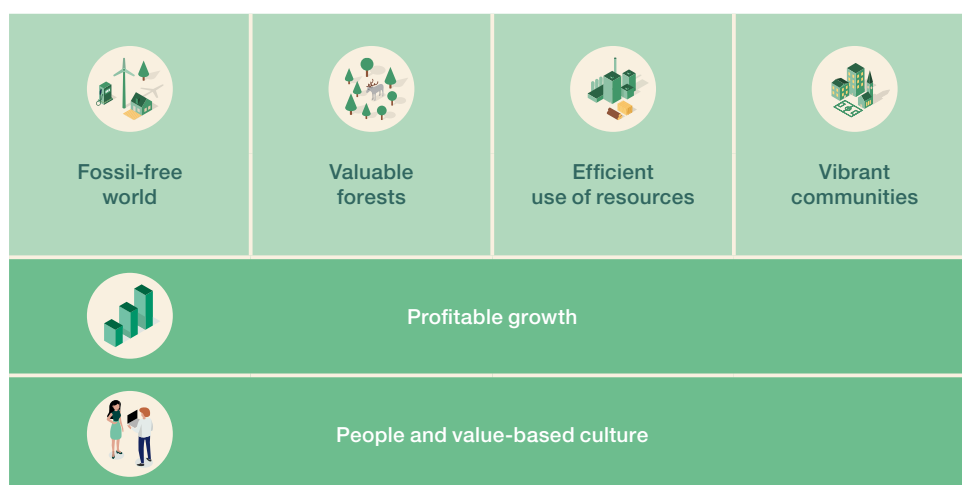 Fossil-free
world
Valuable
forests
Efficient
use of resources
Vibrant
communities
Profitable growth
People and value-based culture